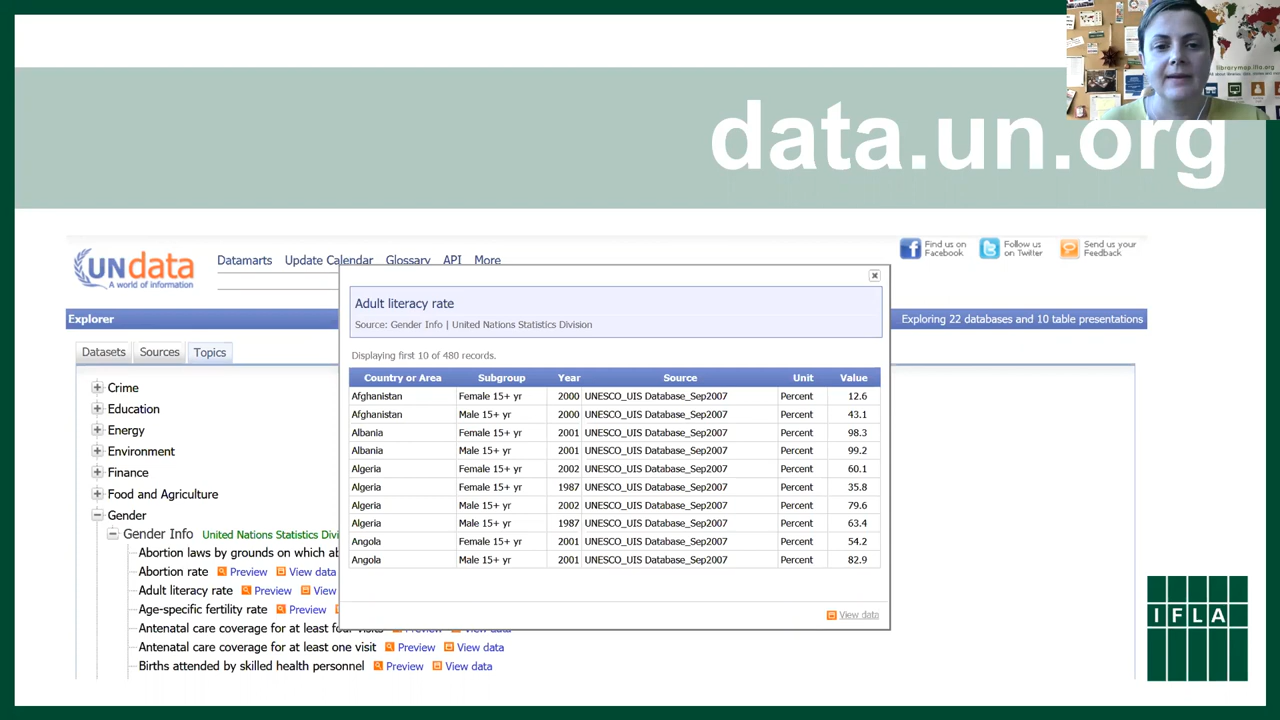 librarymap.ifla.org
data.un.org
UNdata
A world of information
Datamarts Update Calendar Glossary API More
Find us on Facebook
Follow us on Twitter
Send us your Feedback
Explorer
Exploring 22 databases and 10 table presentations
Datasets Sources Topics
Crime
Education
Energy
Environment
Finance
Food and Agriculture
Gender
Gender Info United Nations Statistics Divi
Abortion laws by grounds on which ab
Abortion rate Preview View data
Adult literacy rate Preview View
Age-specific fertility rate Preview
Antenatal care coverage for at least four visits Preview View data
Antenatal care coverage for at least one visit Preview View data
Births attended by skilled health personnel Preview View data
Adult literacy rate
Source: Gender Info | United Nations Statistics Division
Displaying first 10 of 480 records.
Country or Area Subgroup Year Source Unit Value
Afghanistan Female 15+ yr 2000 UNESCO_UIS Database_Sep2007 Percent 12.6
Afghanistan Male 15+ yr 2000 UNESCO_UIS Database_Sep2007 Percent 43.1
Albania Female 15+ yr 2001 UNESCO_UIS Database_Sep2007 Percent 98.3
Albania Male 15+ yr 2001 UNESCO_UIS Database_Sep2007 Percent 99.2
Algeria Female 15+ yr 2002 UNESCO_UIS Database_Sep2007 Percent 60.1
Algeria Female 15+ yr 1987 UNESCO_UIS Database_Sep2007 Percent 35.8
Algeria Male 15+ yr 2002 UNESCO_UIS Database_Sep2007 Percent 79.6
Algeria Male 15+ yr 1987 UNESCO_UIS Database_Sep2007 Percent 63.4
Angola Female 15+ yr 2001 UNESCO_UIS Database_Sep2007 Percent 54.2
Angola Male 15+ yr 2001 UNESCO_UIS Database_Sep2007 Percent 82.9
View data
IFLA